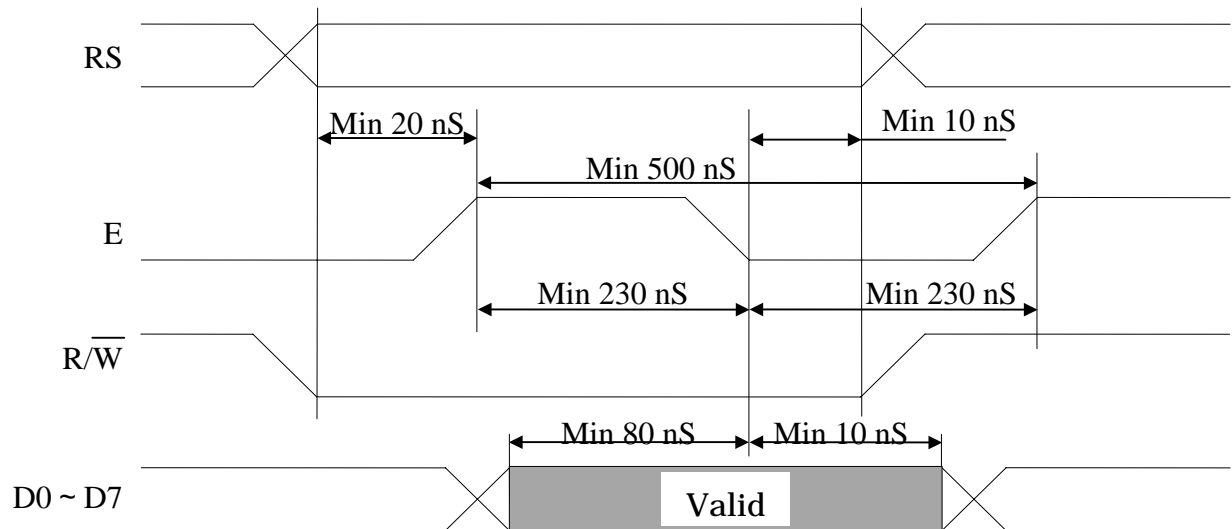 RS
Min 20 nS
Min 10 nS
Min 500 nS
E
Min 230 nS
Min 230 nS
R/W̅
Min 80 nS
Min 10 nS
D0 ~ D7
Valid